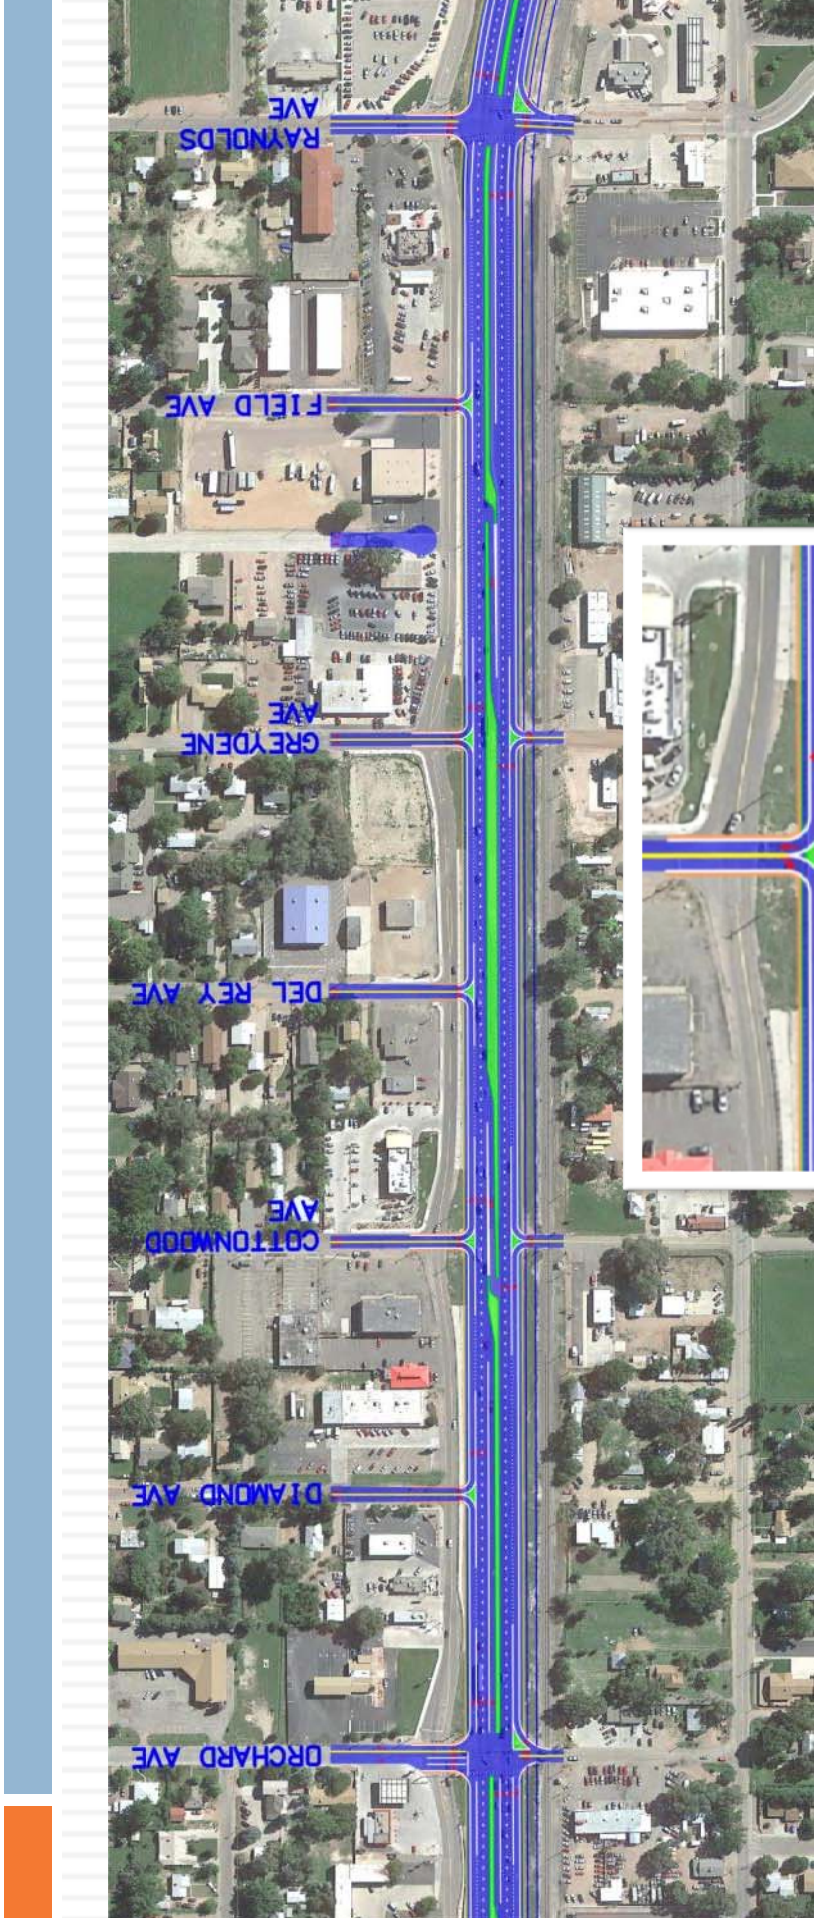 RAYNOLDS
AVE
FIELD AVE
GREYDENE
AVE
DEL REY AVE
COTTONWOOD
AVE
DIAMOND AVE
ORCHARD AVE